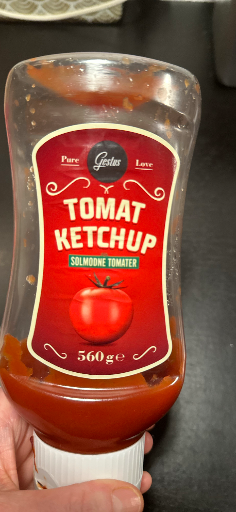 Pure Gestus Love
TOMAT
KETCHUP
SOLMODNE TOMATER
560g℮